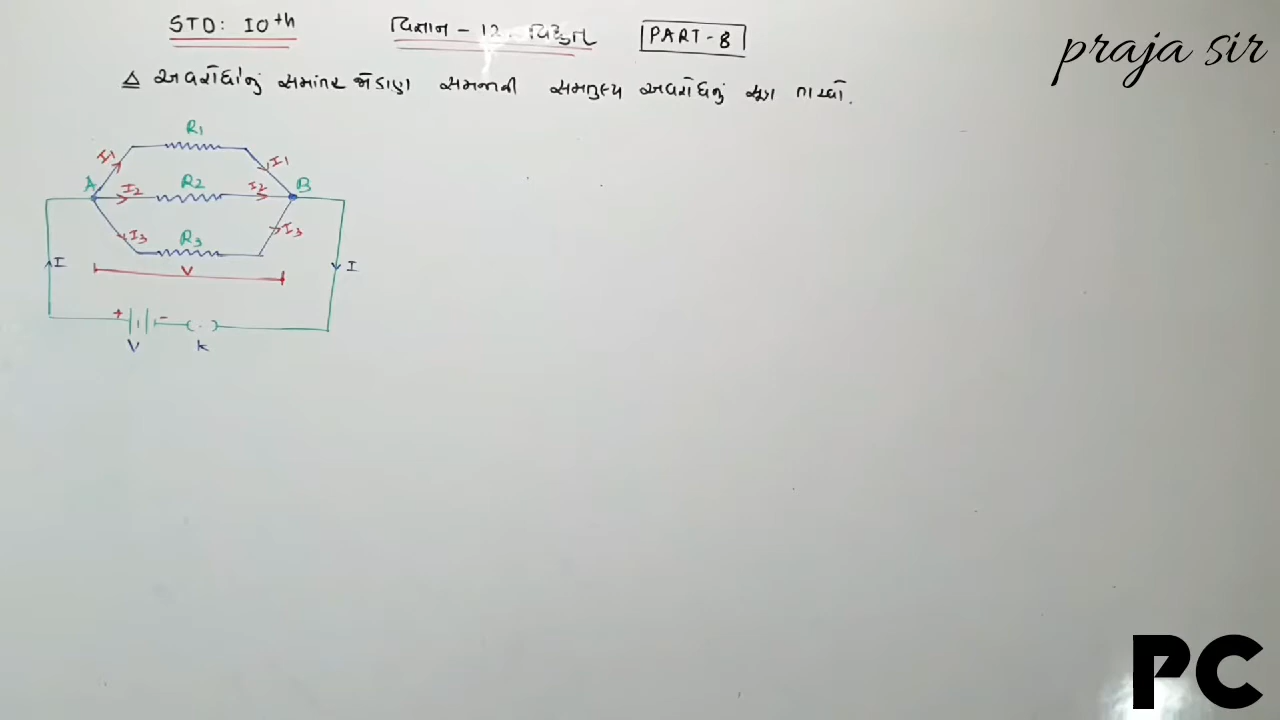 STD: 10th વિજ્ઞાન - 12. વિદ્યુત PART-8
praja sir
△ અવરોધોનું સમાંતર જોડાણ સમજાવી સમતુલ્ય અવરોધનું સૂત્ર તારવો.
R1
I1 I1
A I2 R2 I2 B
I3 R3 I3
V
I I
+ -
V K
PC